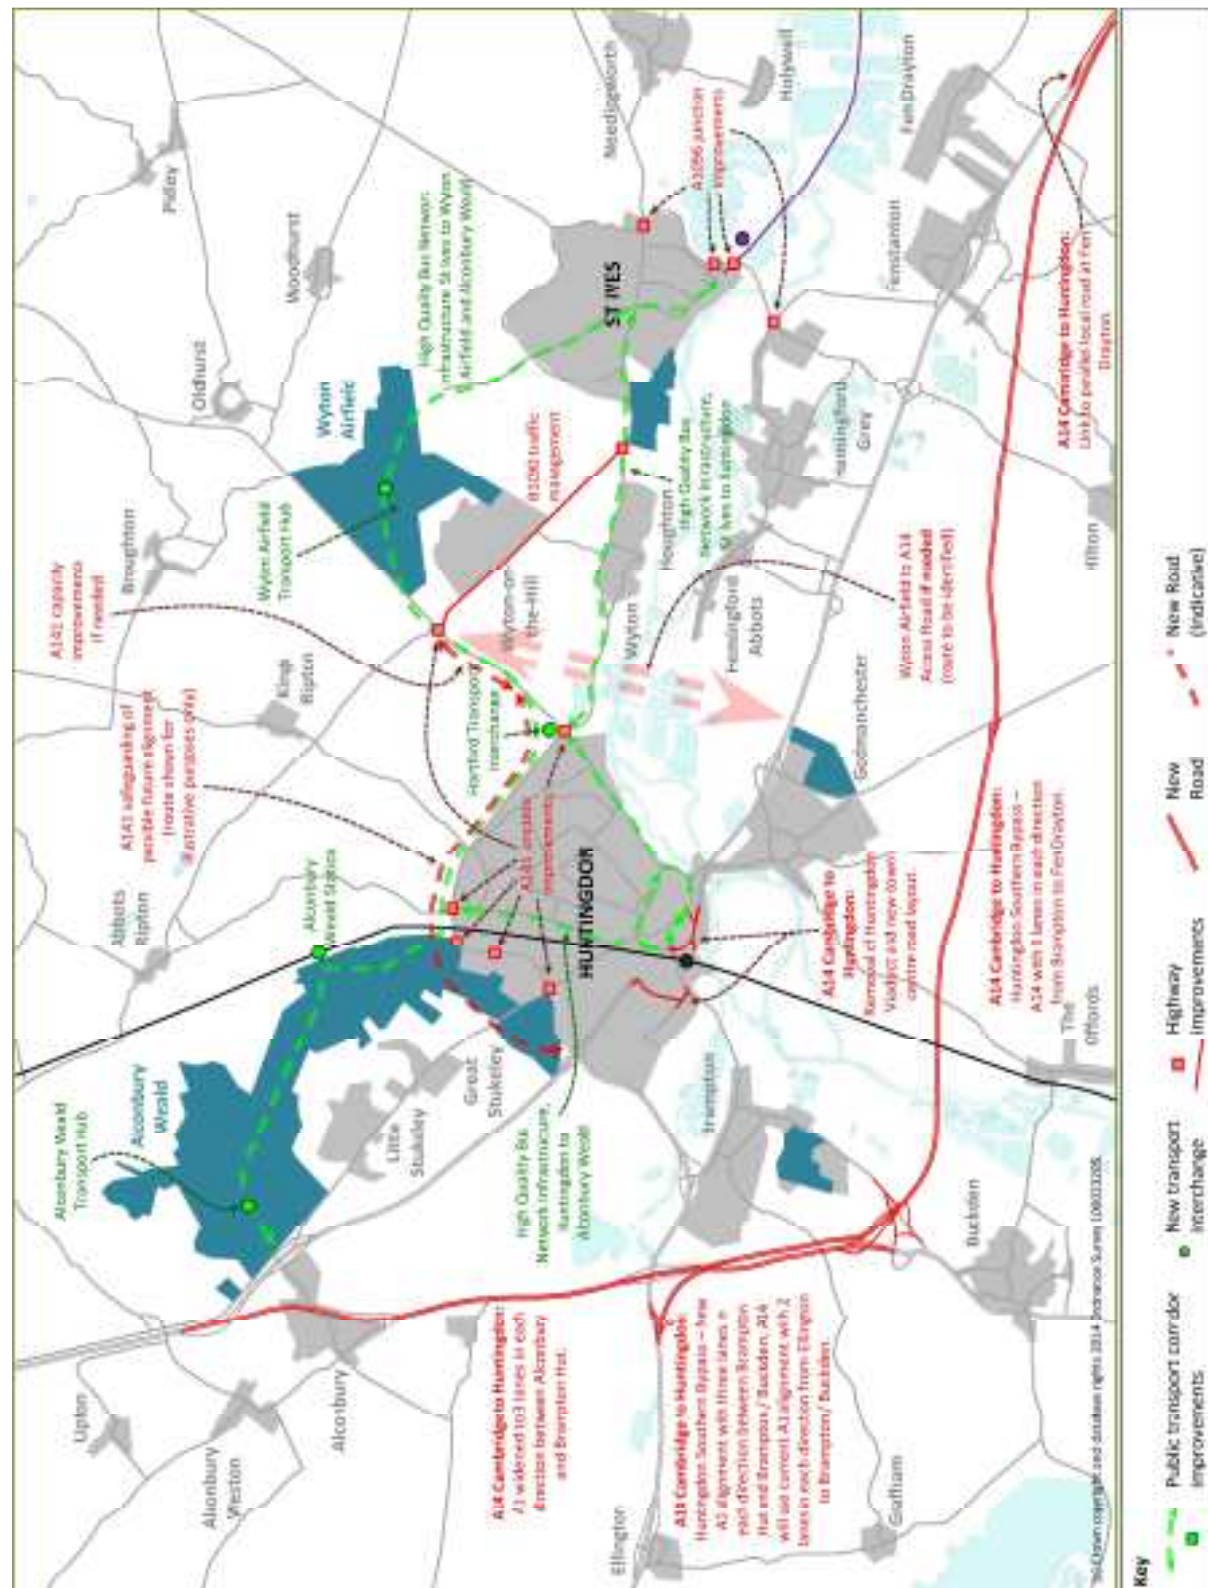 Upton
Alconbury
Weston
Alconbury
Alconbury Weald
Transport Hub
Alconbury
Weald
Little
Stukeley
Great
Stukeley
Alconbury
Weald Station
Abbots
Ripton
A141 safeguarding of
possible future alignment
(route shown for
illustrative purposes only)
Kings
Ripton
A141 capacity
improvements
if needed
Broughton
Wyton Airfield
Transport Hub
Wyton
Airfield
Oldhurst
Woodhurst
Pidley
High Quality Bus Network
Infrastructure St Ives to Wyton
Airfield and Alconbury Weald
Needingworth
Holywell
A1096 junction
improvements
ST IVES
B1090 traffic
management
Wyton-on
-the-Hill
Hartford Transport
Interchange
A141 capacity
improvements
HUNTINGDON
High Quality Bus
Network Infrastructure,
Huntingdon to
Alconbury Weald
Wyton
Houghton
High Quality Bus
Network Infrastructure,
St Ives to Huntingdon
Hemingford
Abbots
Hemingford
Grey
Fenstanton
FenDrayton
Hilton
Godmanchester
Wyton Airfield to A14
Access Road if needed
(route to be identified)
A14 Cambridge to Huntingdon:
Link to parallel local road at Fen
Drayton
A14 Cambridge to
Huntingdon:
Removal of Huntingdon
Viaduct and new town
centre road layout
A14 Cambridge to Huntingdon:
Huntingdon Southern Bypass –
A14 with 3 lanes in each direction
from Brampton to FenDrayton
The
Offords
Brampton
Buckden
A14 Cambridge to Huntingdon:
A1 widened to 3 lanes in each
direction between Alconbury
and Brampton Hut.
A14 Cambridge to Huntingdon:
Huntingdon Southern Bypass – New
A1 alignment with three lanes in
each direction between Brampton
Hut and Brampton / Buckden. A14
will use current A1 alignment with 2
lanes in each direction from Ellington
to Brampton/ Buckden
Ellington
Grafham
© Crown copyright and database rights 2014 Ordnance Survey
Key
Public transport corridor
improvements
New transport
Interchange
Highway
Improvements
New
Road
New Road
(Indicative)